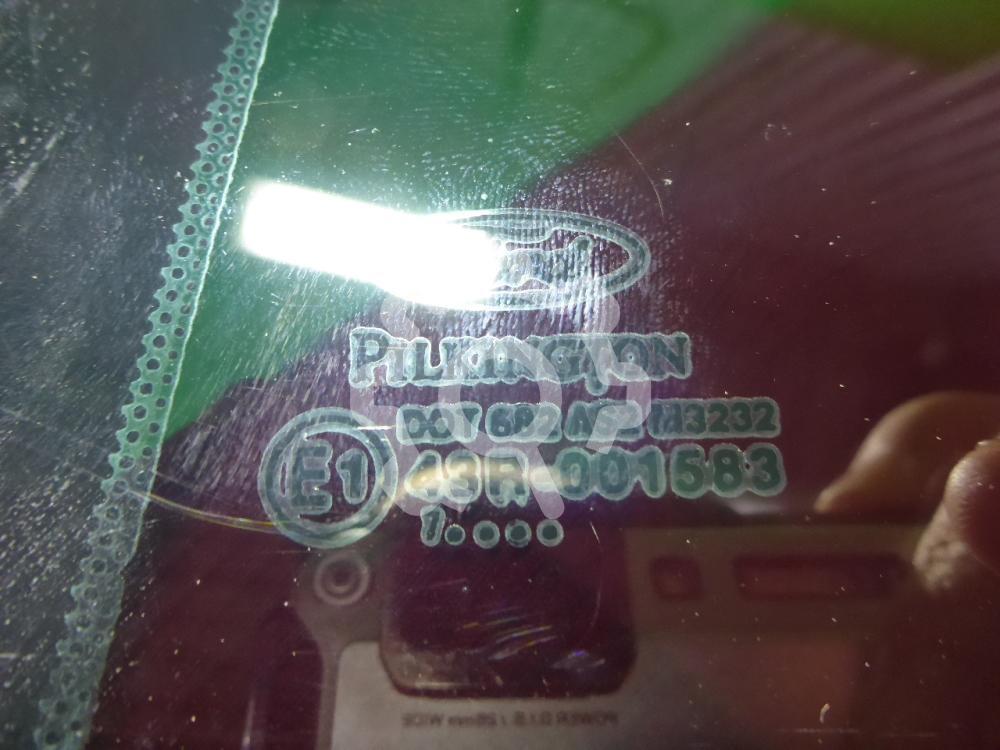 PILKINGTON
DOT 682 AS2 M3232
E1
43R-001583
1....